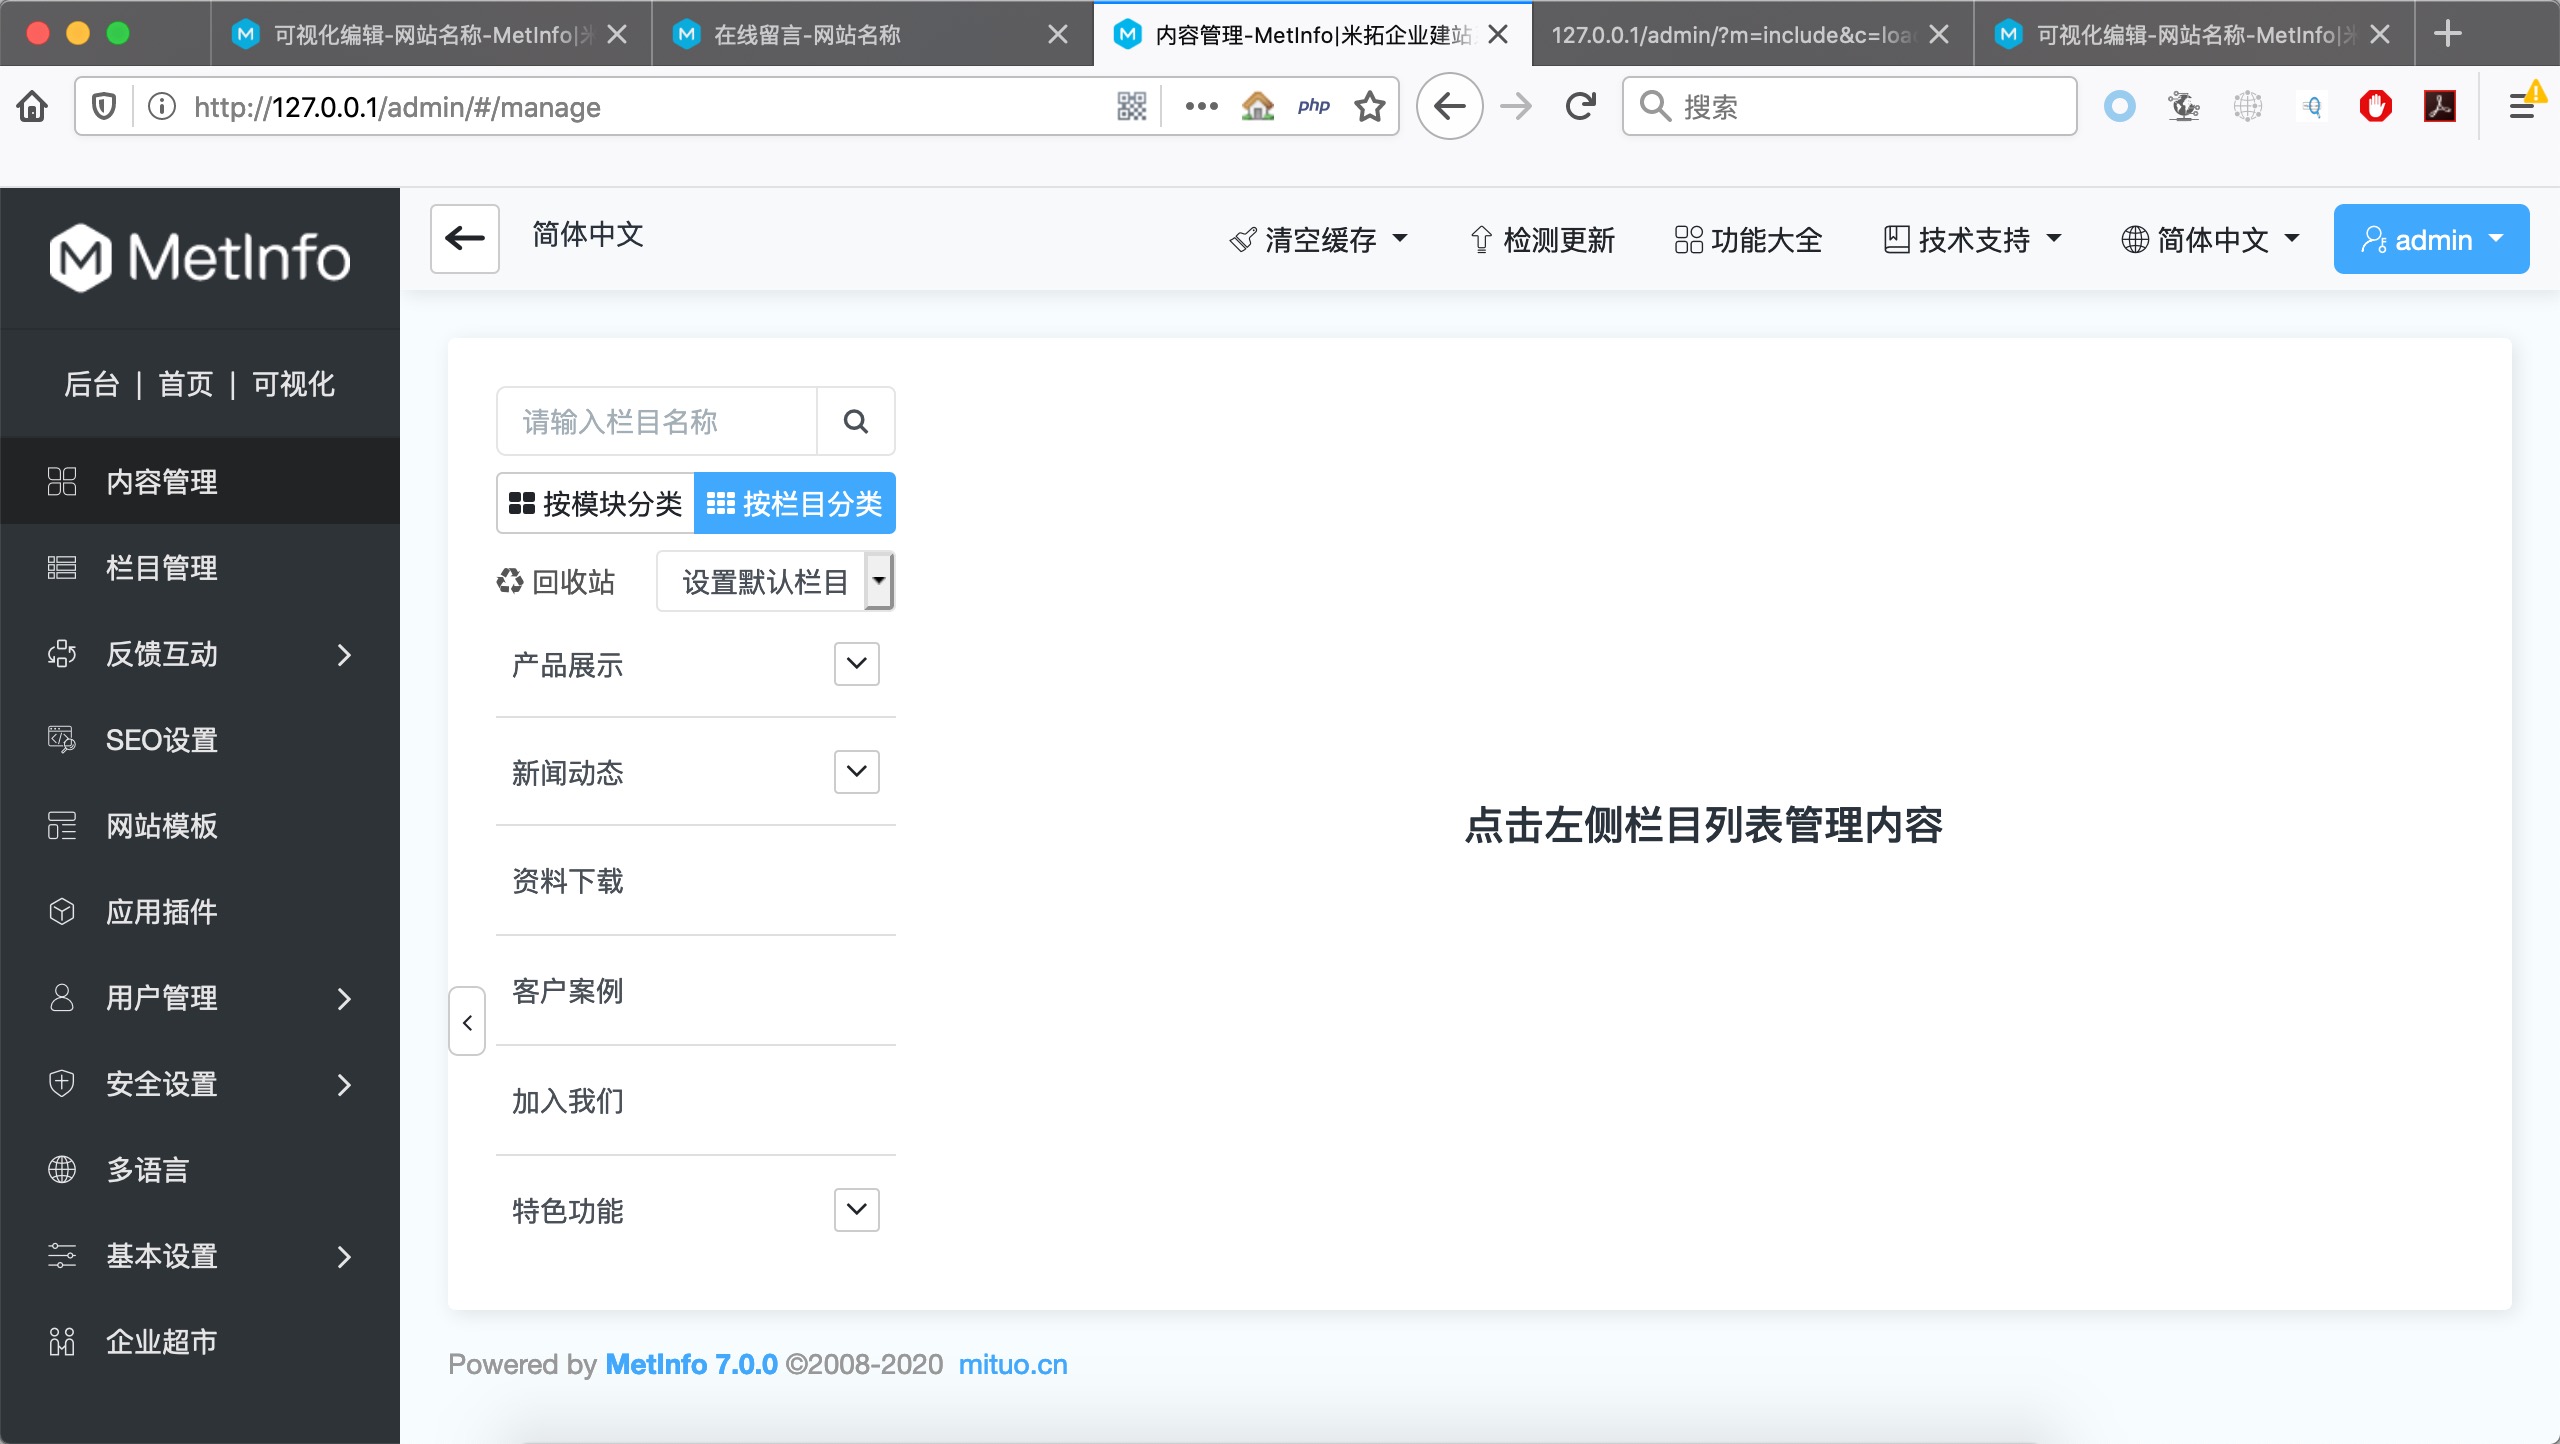 可视化编辑-网站名称-MetInfo|米
在线留言-网站名称
内容管理-MetInfo|米拓企业建站
127.0.0.1/admin/?m=include&c=loa
可视化编辑-网站名称-MetInfo|米
http://127.0.0.1/admin/#/manage
php
搜索
MetInfo
简体中文
清空缓存
检测更新
功能大全
技术支持
简体中文
admin
后台 | 首页 | 可视化
内容管理
栏目管理
反馈互动
SEO设置
网站模板
应用插件
用户管理
安全设置
多语言
基本设置
企业超市
请输入栏目名称
按模块分类
按栏目分类
回收站
设置默认栏目
产品展示
新闻动态
资料下载
客户案例
加入我们
特色功能
点击左侧栏目列表管理内容
Powered by MetInfo 7.0.0 ©2008-2020 mituo.cn